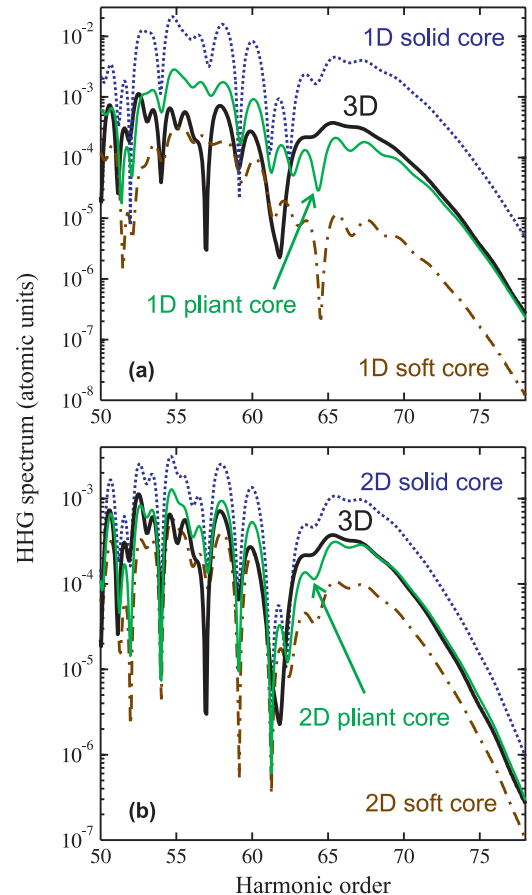 HHG spectrum (atomic units)
10⁻²
10⁻³
10⁻⁴
10⁻⁵
10⁻⁶
10⁻⁷
10⁻⁸
(a)
1D solid core
3D
1D pliant core
1D soft core
50 55 60 65 70 75
10⁻³
10⁻⁴
10⁻⁵
10⁻⁶
10⁻⁷
(b)
2D solid core
3D
2D pliant core
2D soft core
50 55 60 65 70 75
Harmonic order